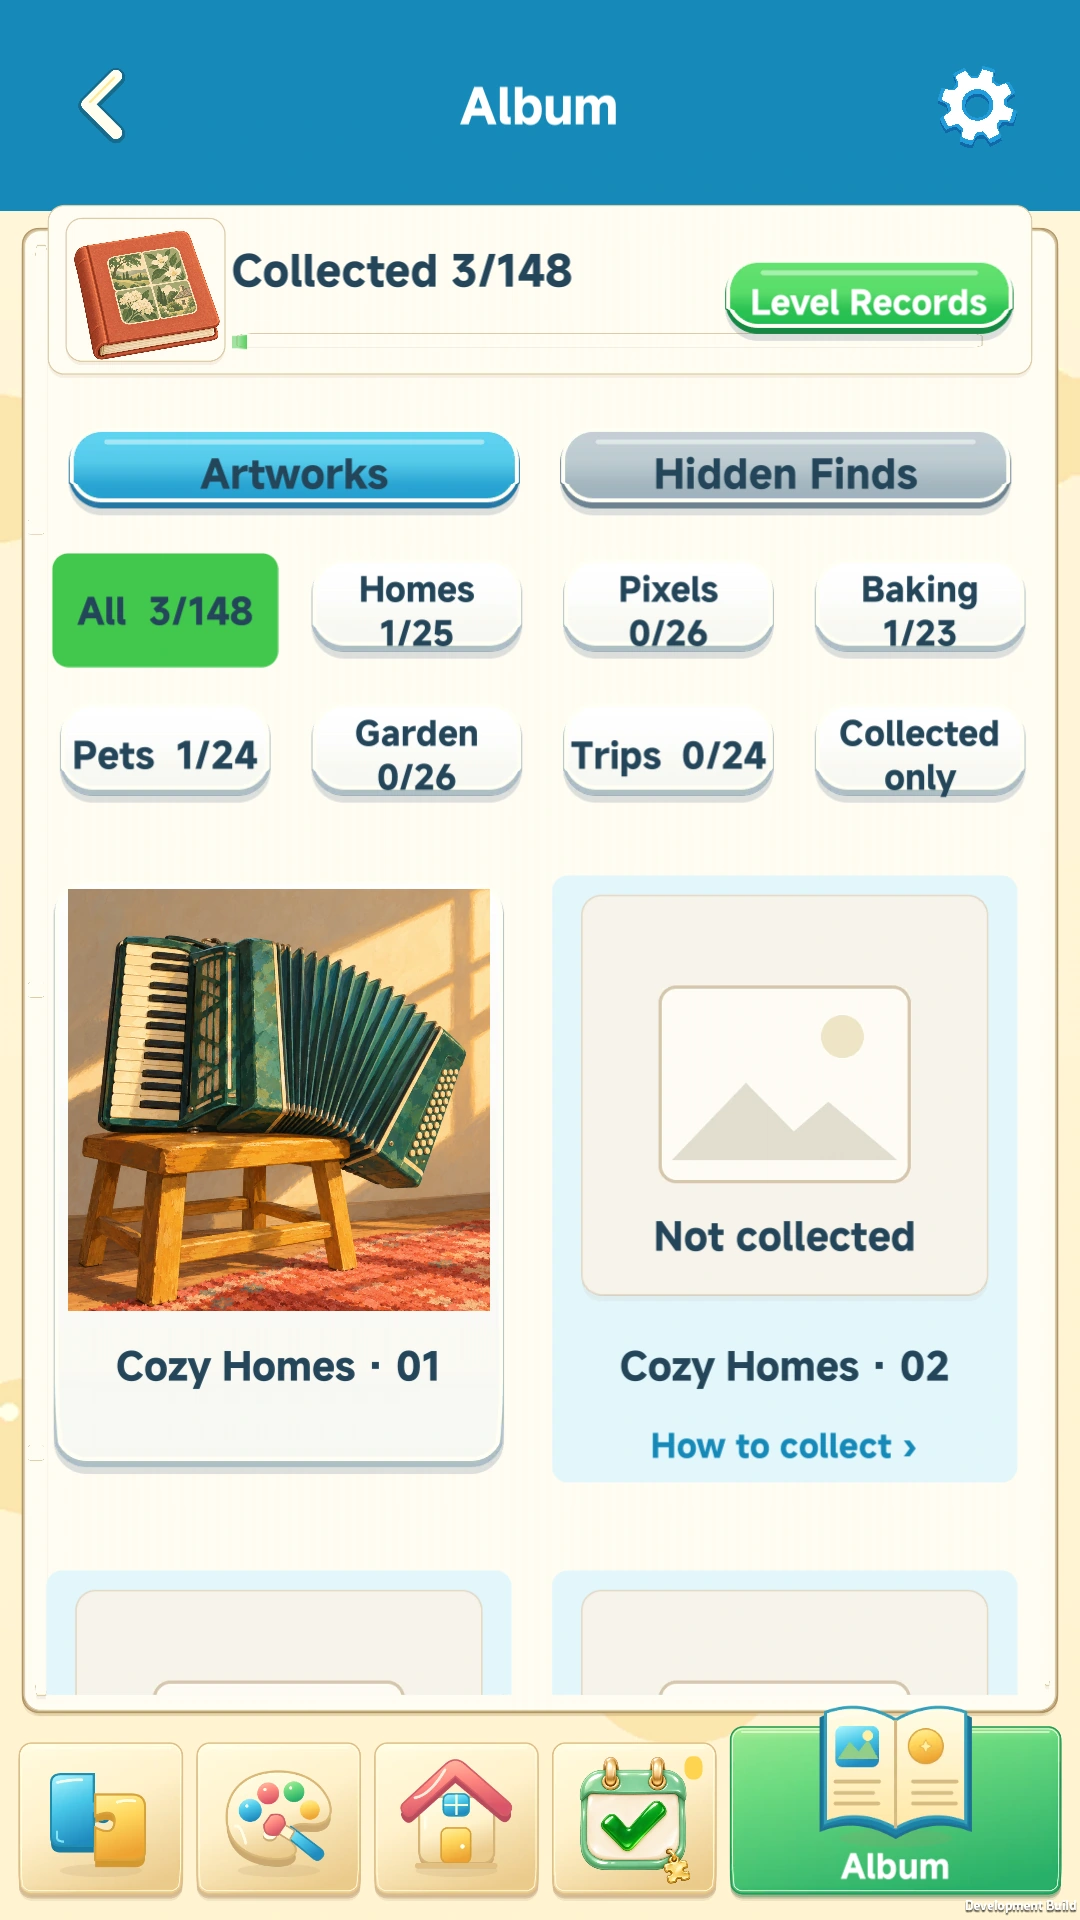 Album
Collected 3/148
Level Records
Artworks
Hidden Finds
All 3/148
Homes
1/25
Pixels
0/26
Baking
1/23
Pets 1/24
Garden
0/26
Trips 0/24
Collected
only
Not collected
Cozy Homes · 01
Cozy Homes · 02
How to collect ›
Album
Development Build